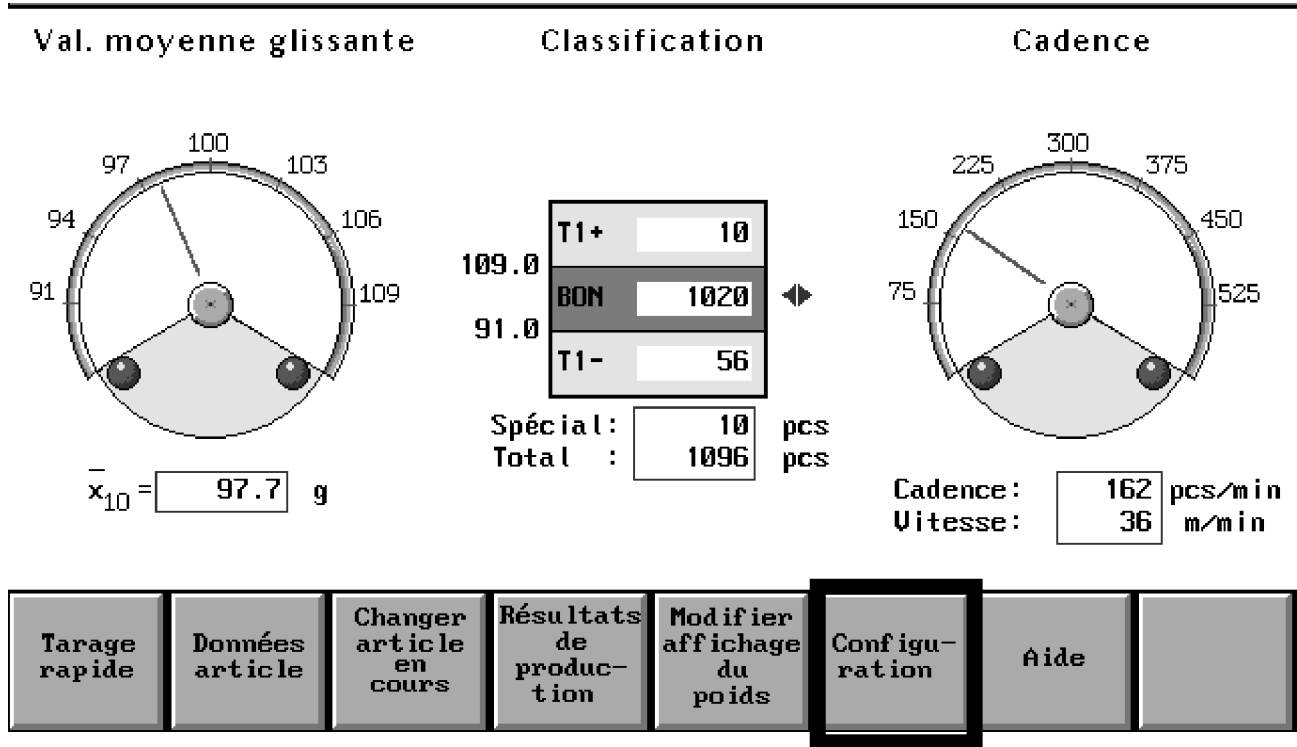 Val. moyenne glissante
Classification
Cadence
100
97
103
94
106
91
109
T1+ 10
109.0
BON 1020
91.0
T1- 56
Spécial: 10 pcs
Total : 1096 pcs
x10 = 97.7 g
300
225
375
150
450
75
525
Cadence: 162 pcs/min
Vitesse: 36 m/min
Tarage
rapide
Données
article
Changer
article
en
cours
Résultats
de
produc-
tion
Modifier
affichage
du
poids
Configu-
ration
Aide